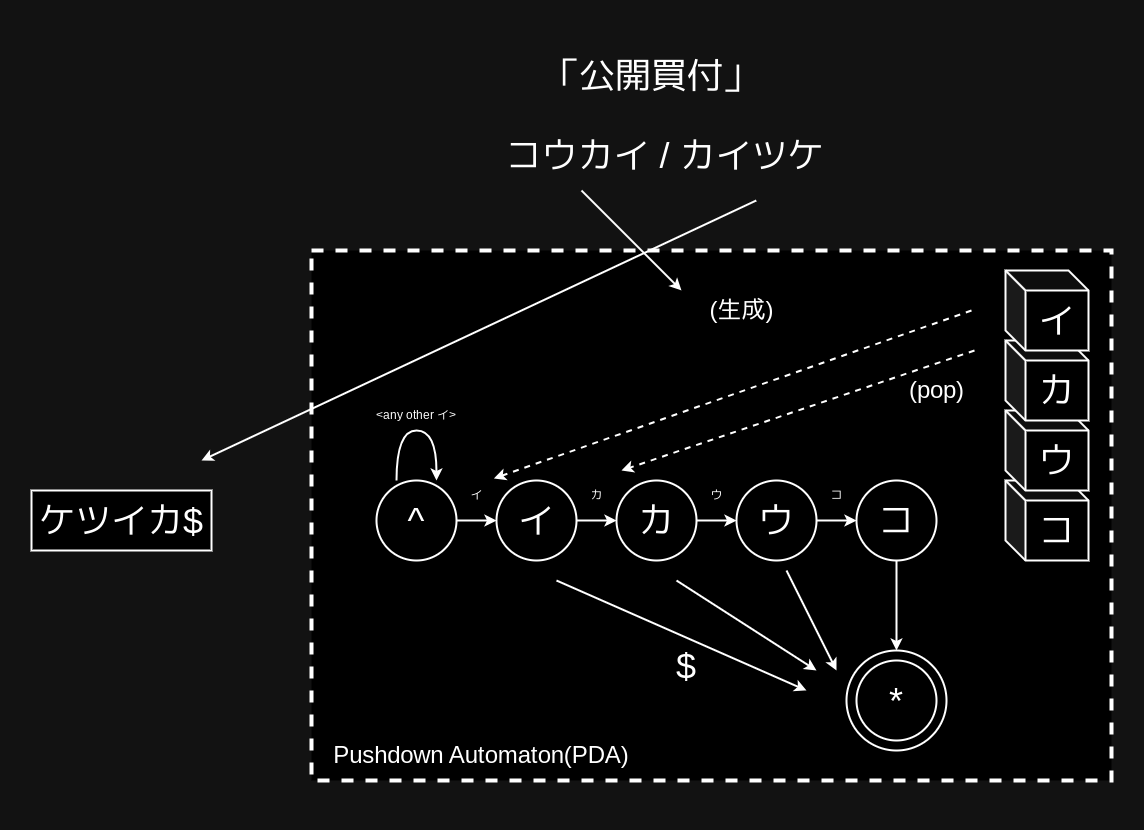 「公開買付」
コウカイ / カイツケ
(生成)
イ
カ
ウ
コ
(pop)
<any other イ>
イ
カ
ウ
コ
^
イ
カ
ウ
コ
ケツイカ$
$
*
Pushdown Automaton(PDA)